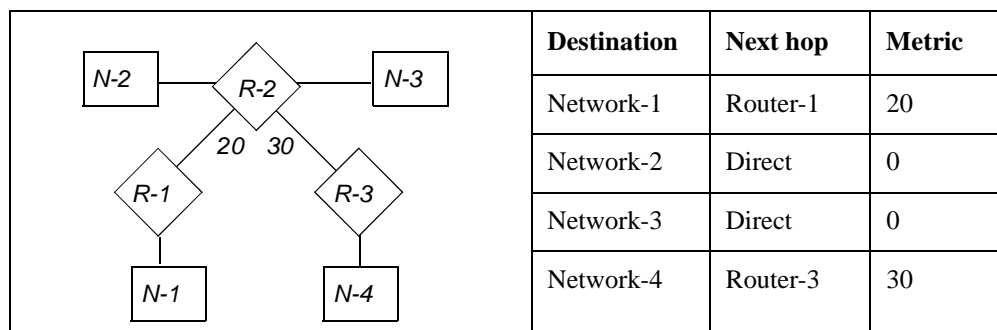 N-2
R-2
N-3
20 30
R-1
R-3
N-1
N-4
Destination Next hop Metric
Network-1 Router-1 20
Network-2 Direct 0
Network-3 Direct 0
Network-4 Router-3 30